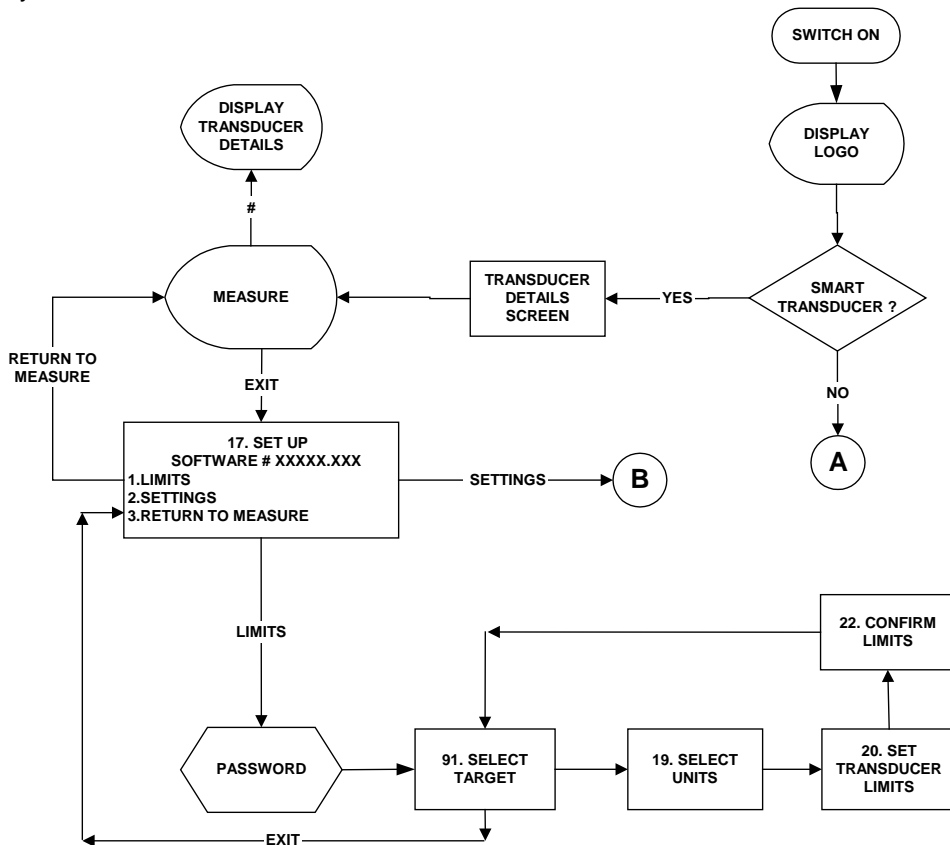 SWITCH ON
DISPLAY
LOGO
DISPLAY
TRANSDUCER
DETAILS
#
MEASURE
TRANSDUCER
DETAILS
SCREEN
YES
SMART
TRANSDUCER ?
RETURN TO
MEASURE
EXIT
NO
17. SET UP
SOFTWARE # XXXXX.XXX
1.LIMITS
2.SETTINGS
3.RETURN TO MEASURE
SETTINGS
B
A
LIMITS
22. CONFIRM
LIMITS
PASSWORD
91. SELECT
TARGET
19. SELECT
UNITS
20. SET
TRANSDUCER
LIMITS
EXIT